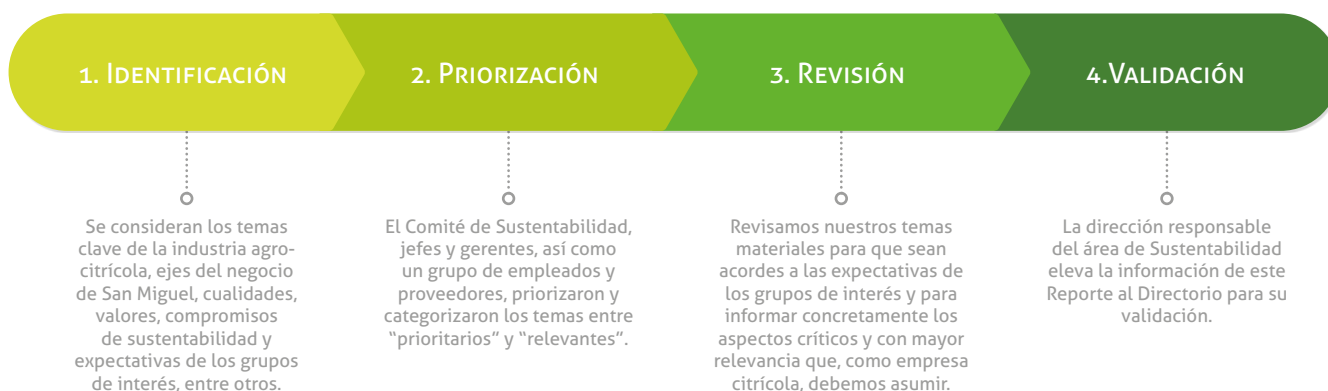 1. Identificación
2. Priorización
3. Revisión
4.Validación
Se consideran los temas
clave de la industria agro-
citrícola, ejes del negocio
de San Miguel, cualidades,
valores, compromisos
de sustentabilidad y
expectativas de los grupos
de interés, entre otros.
El Comité de Sustentabilidad,
jefes y gerentes, así como
un grupo de empleados y
proveedores, priorizaron y
categorizaron los temas entre
“prioritarios” y “relevantes”.
Revisamos nuestros temas
materiales para que sean
acordes a las expectativas de
los grupos de interés y para
informar concretamente los
aspectos críticos y con mayor
relevancia que, como empresa
citrícola, debemos asumir.
La dirección responsable
del área de Sustentabilidad
eleva la información de este
Reporte al Directorio para su
validación.